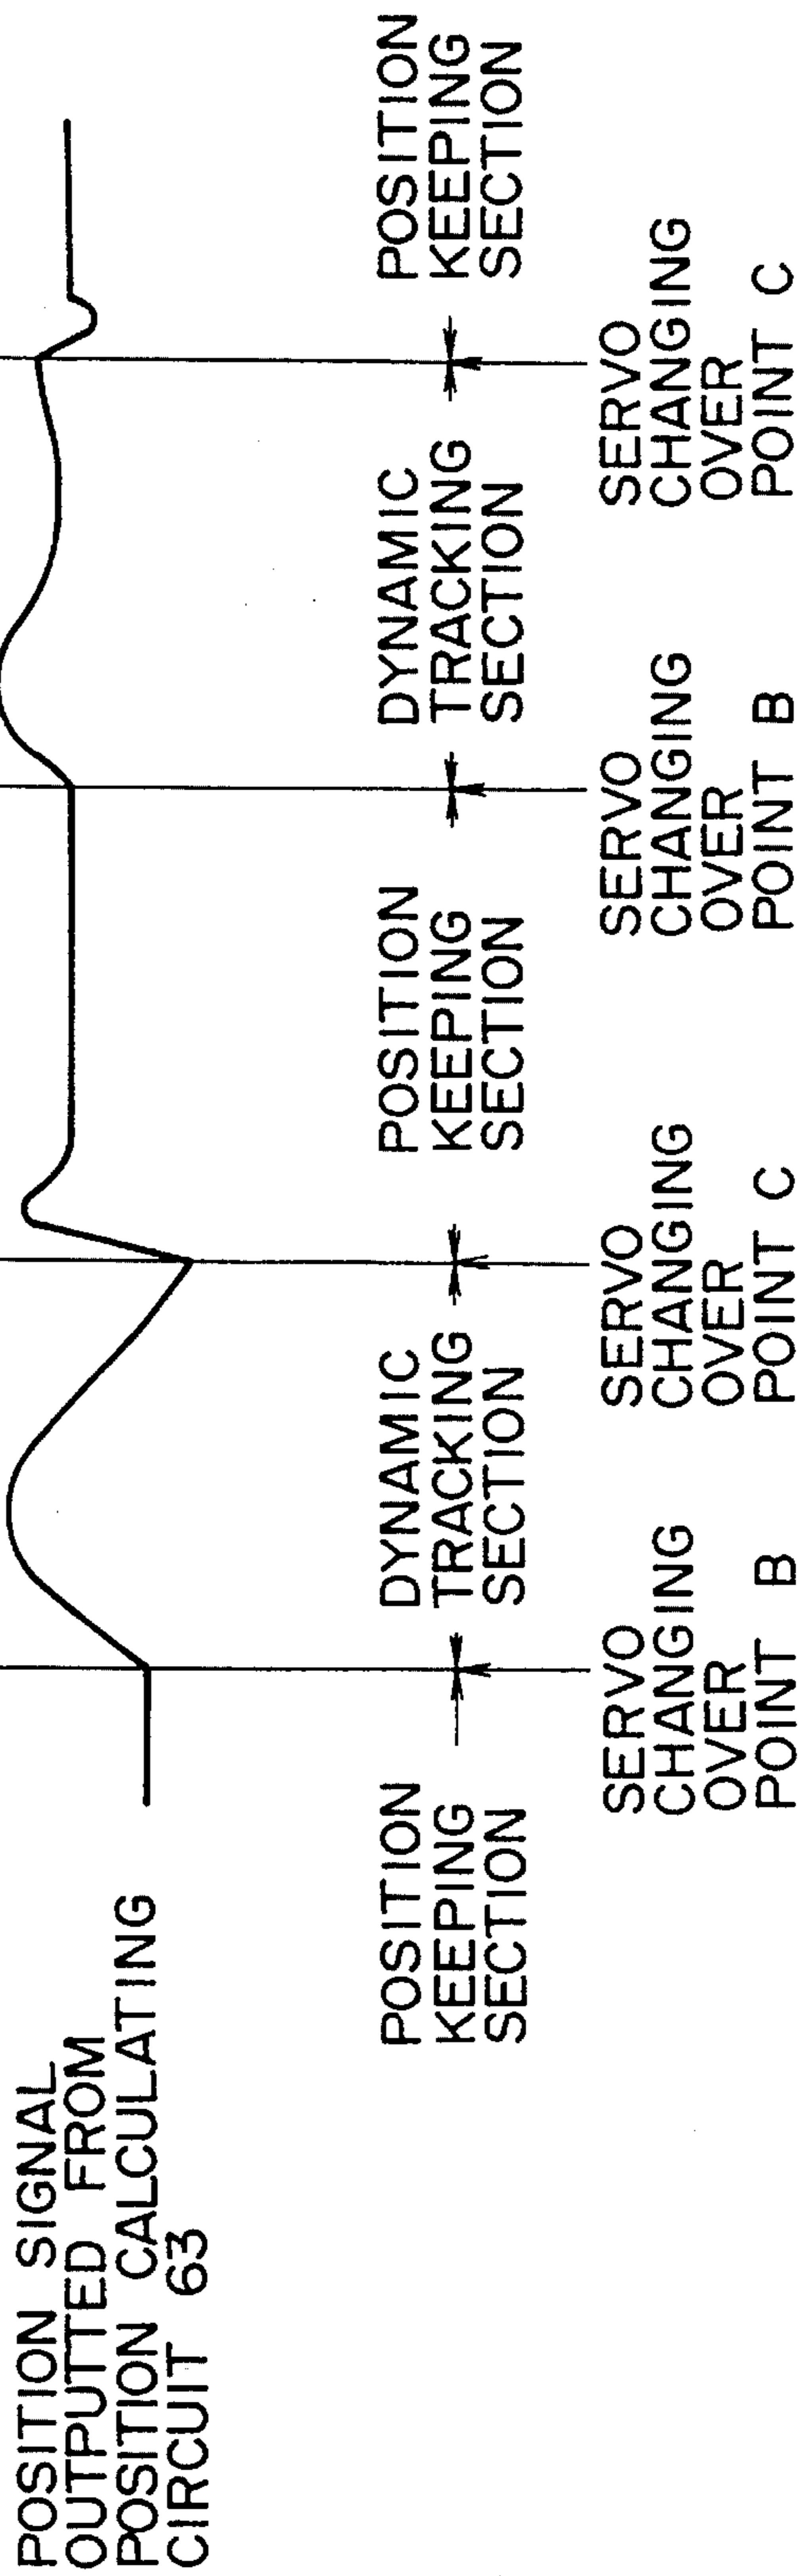 POSITION SIGNAL
OUTPUTTED FROM
POSITION CALCULATING
CIRCUIT 63
POSITION
KEEPING
SECTION
DYNAMIC
TRACKING
SECTION
POSITION
KEEPING
SECTION
DYNAMIC
TRACKING
SECTION
POSITION
KEEPING
SECTION
SERVO
CHANGING
OVER
POINT B
SERVO
CHANGING
OVER
POINT C
SERVO
CHANGING
OVER
POINT B
SERVO
CHANGING
OVER
POINT C